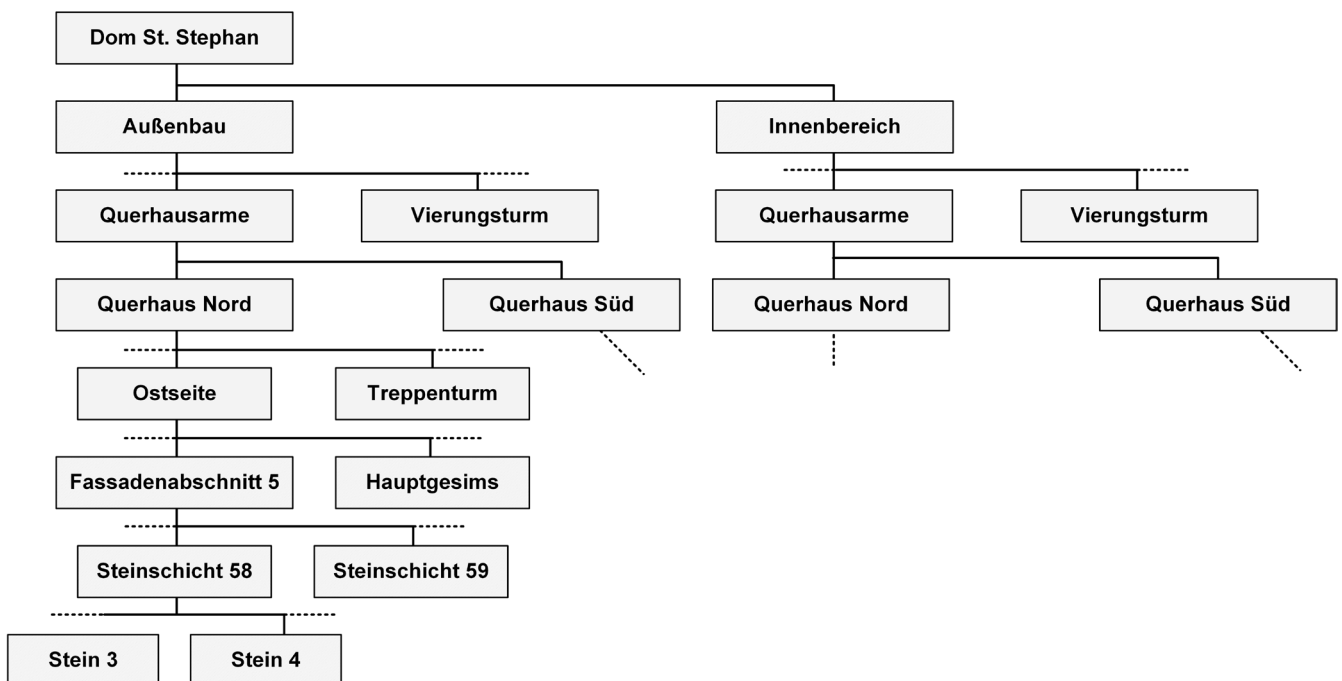 Dom St. Stephan
Außenbau
Innenbereich
Querhausarme
Vierungsturm
Querhausarme
Vierungsturm
Querhaus Nord
Querhaus Süd
Querhaus Nord
Querhaus Süd
Ostseite
Treppenturm
Fassadenabschnitt 5
Hauptgesims
Steinschicht 58
Steinschicht 59
Stein 3
Stein 4